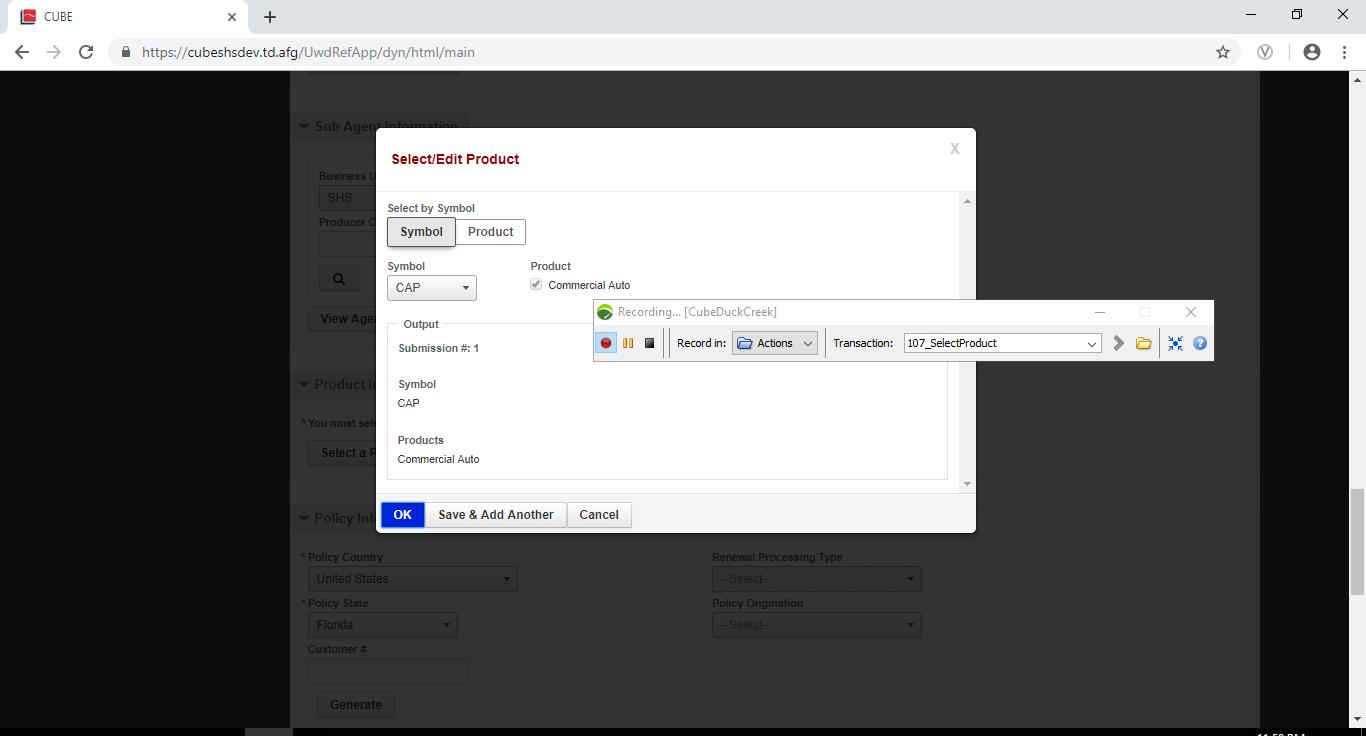 CUBE
https://cubeshsdev.td.afg/UwdRefApp/dyn/html/main
Sub Agent Information
Select/Edit Product
X
Business U
SHS
Producer C
View Age
Select by Symbol
Symbol Product
Symbol Product
CAP Commercial Auto
Recording... [CubeDuckCreek]
Record in: Actions Transaction: 107_SelectProduct
Output
Submission #: 1
Symbol
CAP
Products
Commercial Auto
Product In
* You must sele
Select a P
OK Save & Add Another Cancel
Policy Inf
* Policy Country Renewal Processing Type
United States --Select--
* Policy State Policy Origination
Florida --Select--
Customer #
Generate